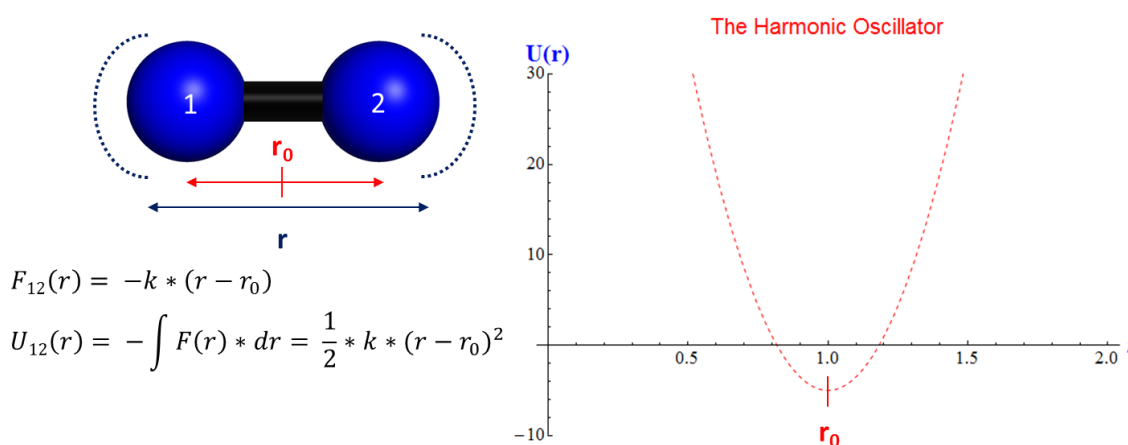 1
2
r₀
r
F₁₂(r) = −k ∗ (r − r₀)
U₁₂(r) = − ∫ F(r) ∗ dr = 1/2 ∗ k ∗ (r − r₀)²
The Harmonic Oscillator
U(r)
30
20
10
−10
0.5
1.0
1.5
2.0
r₀